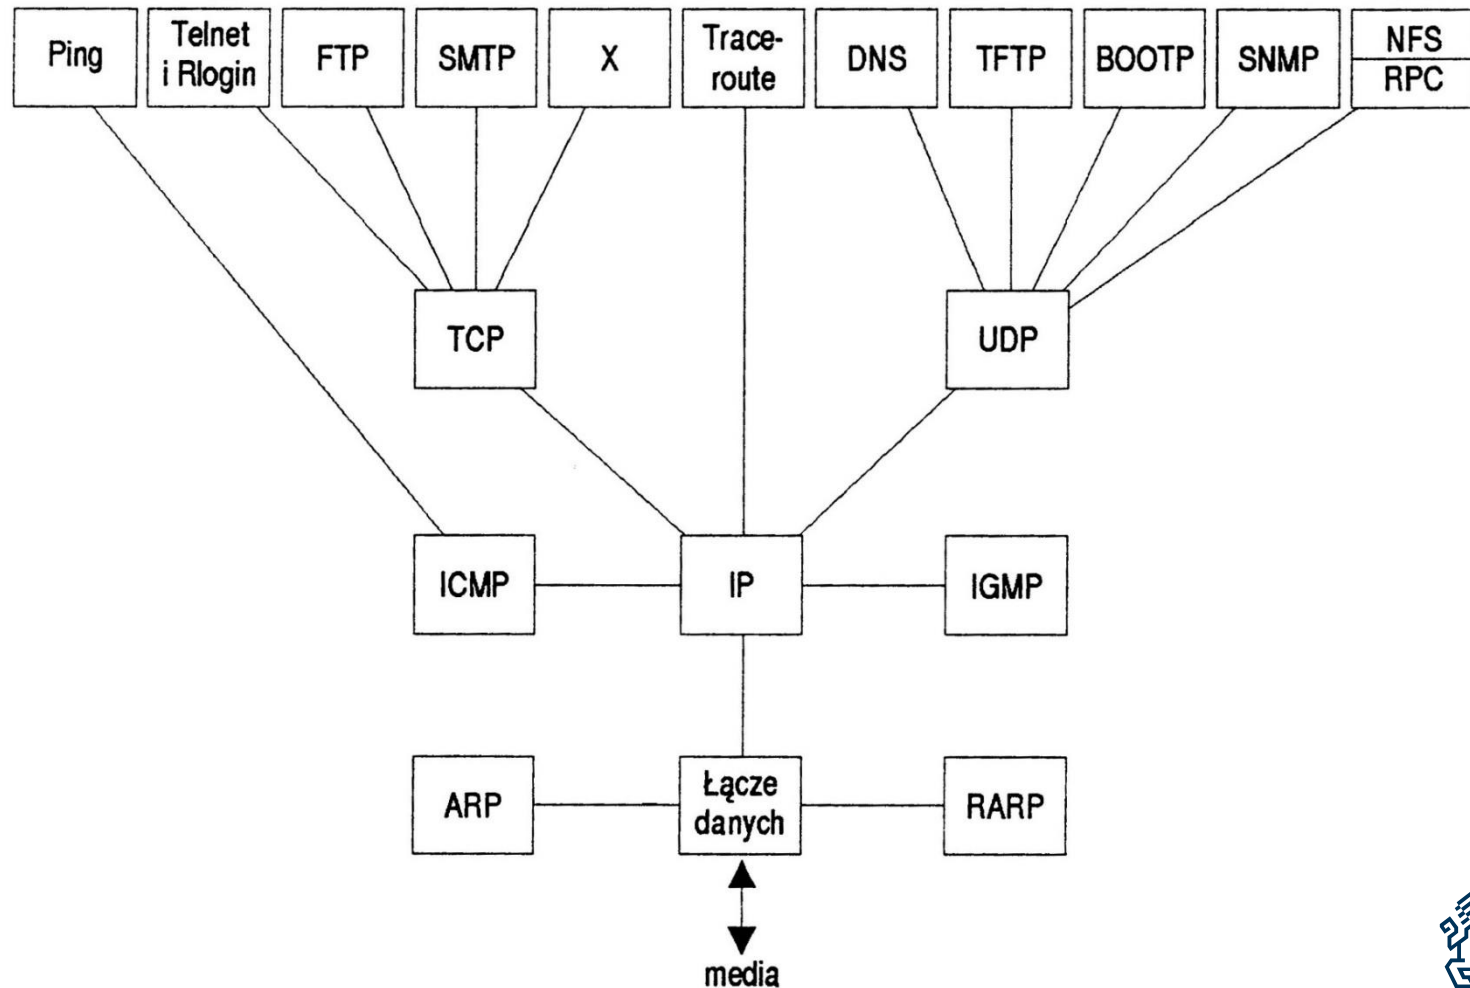 Ping
Telnet
i Rlogin
FTP
SMTP
X
Trace-
route
DNS
TFTP
BOOTP
SNMP
NFS
RPC
TCP
UDP
ICMP
IP
IGMP
ARP
Łącze
danych
RARP
media